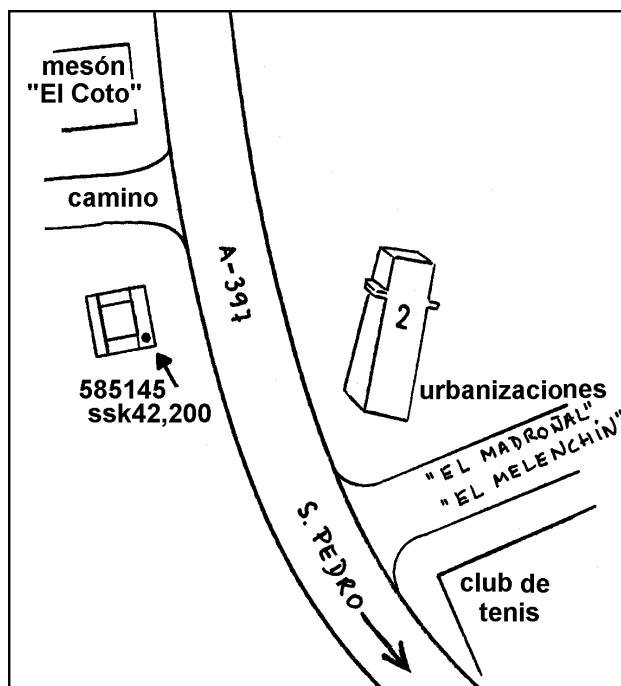 mesón
"El Coto"
camino
A-397
2
585145
ssk42,200
urbanizaciones
"EL MADROÑAL"
"EL MELENCHÍN"
S. PEDRO
club de
tenis